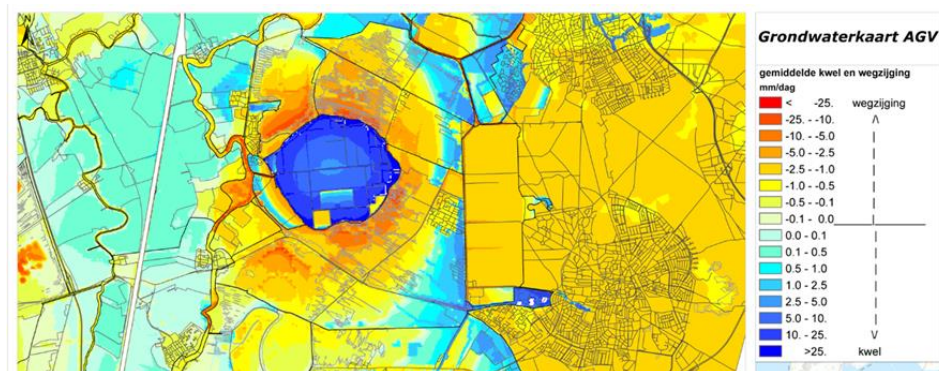 N
Grondwaterkaart AGV
gemiddelde kwel en wegzijging
mm/dag
< -25. wegzijging
-25. - -10. /\
-10. - -5.0 |
-5.0 - -2.5 |
-2.5 - -1.0 |
-1.0 - -0.5 |
-0.5 - -0.1 |
-0.1 - 0.0 |
0.0 - 0.1 |
0.1 - 0.5 |
0.5 - 1.0 |
1.0 - 2.5 |
2.5 - 5.0 |
5.0 - 10. |
10. - 25. \/
>25. kwel